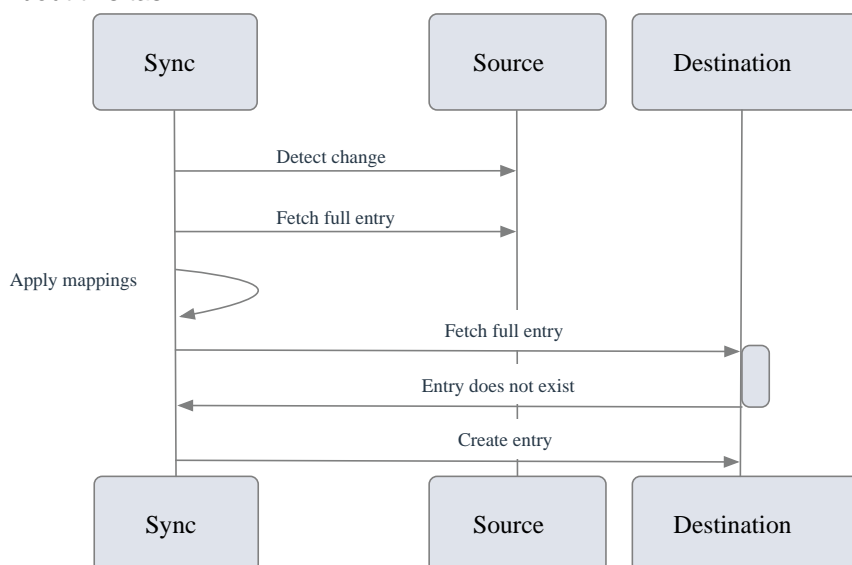 Sync
Source
Destination
Detect change
Fetch full entry
Apply mappings
Fetch full entry
Entry does not exist
Create entry
Sync
Source
Destination